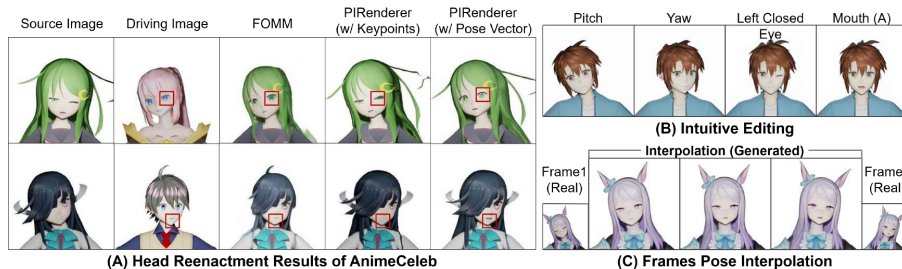 Source Image
Driving Image
FOMM
PIRenderer
(w/ Keypoints)
PIRenderer
(w/ Pose Vector)
(A) Head Reenactment Results of AnimeCeleb
Pitch
Yaw
Left Closed
Eye
Mouth (A)
(B) Intuitive Editing
Interpolation (Generated)
Frame1
(Real)
Frame
(Real)
(C) Frames Pose Interpolation